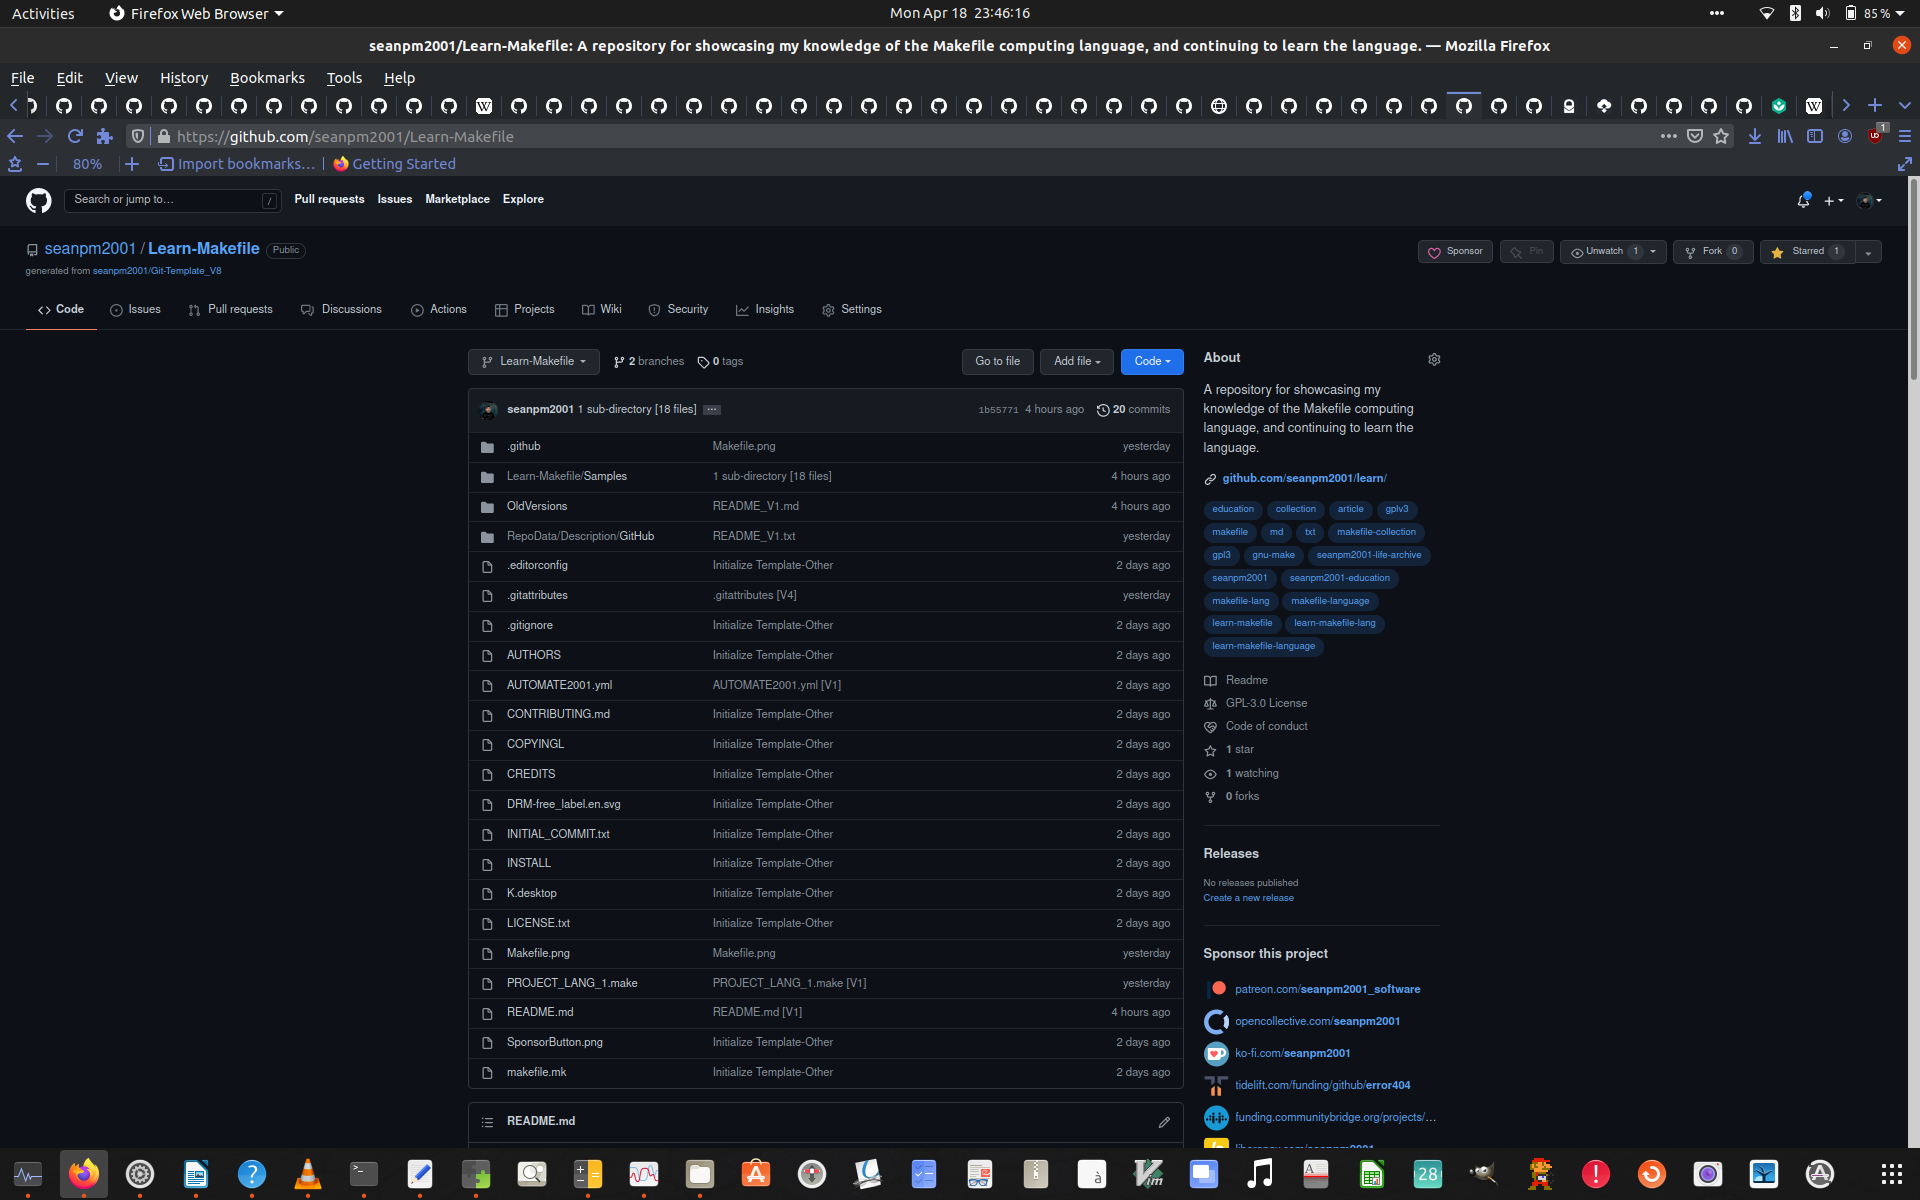 Activities
Firefox Web Browser
Mon Apr 18 23:46:16
85 %
seanpm2001/Learn-Makefile: A repository for showcasing my knowledge of the Makefile computing language, and continuing to learn the language. — Mozilla Firefox
File Edit View History Bookmarks Tools Help
https://github.com/seanpm2001/Learn-Makefile
1
80% Import bookmarks... Getting Started
Search or jump to... /
Pull requests Issues Marketplace Explore
seanpm2001 / Learn-Makefile Public
generated from seanpm2001/Git-Template_V8
Sponsor Pin Unwatch 1 Fork 0 Starred 1
Code Issues Pull requests Discussions Actions Projects Wiki Security Insights Settings
Learn-Makefile 2 branches 0 tags Go to file Add file Code
seanpm2001 1 sub-directory [18 files] ... 1b55771 4 hours ago 20 commits
.github Makefile.png yesterday
Learn-Makefile/Samples 1 sub-directory [18 files] 4 hours ago
OldVersions README_V1.md 4 hours ago
RepoData/Description/GitHub README_V1.txt yesterday
.editorconfig Initialize Template-Other 2 days ago
.gitattributes .gitattributes [V4] yesterday
.gitignore Initialize Template-Other 2 days ago
AUTHORS Initialize Template-Other 2 days ago
AUTOMATE2001.yml AUTOMATE2001.yml [V1] 2 days ago
CONTRIBUTING.md Initialize Template-Other 2 days ago
COPYINGL Initialize Template-Other 2 days ago
CREDITS Initialize Template-Other 2 days ago
DRM-free_label.en.svg Initialize Template-Other 2 days ago
INITIAL_COMMIT.txt Initialize Template-Other 2 days ago
INSTALL Initialize Template-Other 2 days ago
K.desktop Initialize Template-Other 2 days ago
LICENSE.txt Initialize Template-Other 2 days ago
Makefile.png Makefile.png yesterday
PROJECT_LANG_1.make PROJECT_LANG_1.make [V1] yesterday
README.md README.md [V1] 4 hours ago
SponsorButton.png Initialize Template-Other 2 days ago
makefile.mk Initialize Template-Other 2 days ago
README.md
About
A repository for showcasing my
knowledge of the Makefile computing
language, and continuing to learn the
language.
github.com/seanpm2001/learn/
education collection article gplv3
makefile md txt makefile-collection
gpl3 gnu-make seanpm2001-life-archive
seanpm2001 seanpm2001-education
makefile-lang makefile-language
learn-makefile learn-makefile-lang
learn-makefile-language
Readme
GPL-3.0 License
Code of conduct
1 star
1 watching
0 forks
Releases
No releases published
Create a new release
Sponsor this project
patreon.com/seanpm2001_software
opencollective.com/seanpm2001
ko-fi.com/seanpm2001
tidelift.com/funding/github/error404
funding.communitybridge.org/projects/...
28